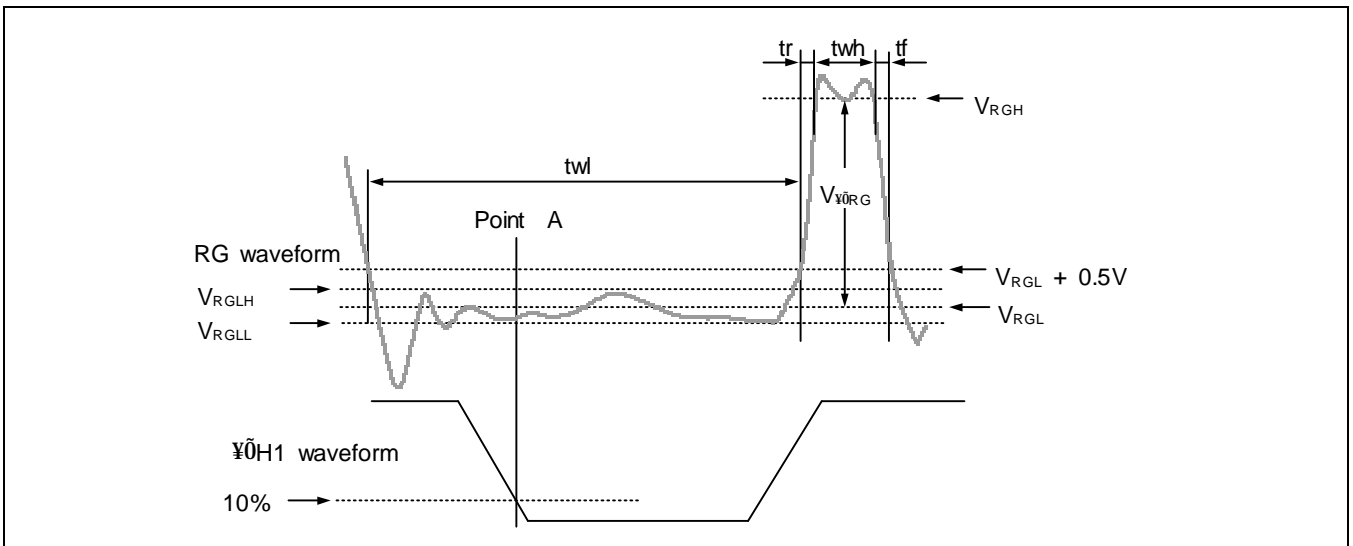 tr twh tf
VRGH
twl
V¥õRG
Point A
RG waveform
VRGL + 0.5V
VRGLH
VRGL
VRGLL
¥õH1 waveform
10%